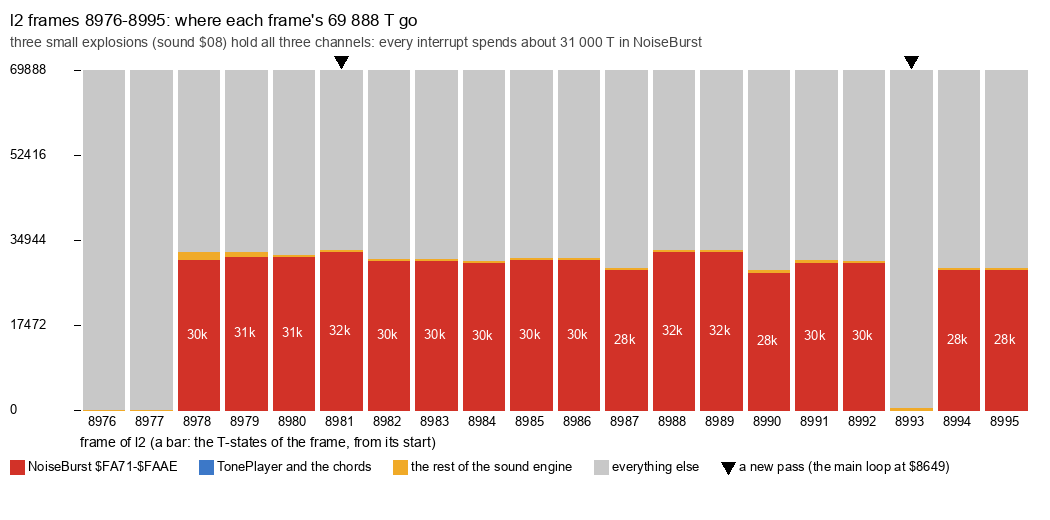 l2 frames 8976-8995: where each frame's 69 888 T go
three small explosions (sound $08) hold all three channels: every interrupt spends about 31 000 T in NoiseBurst
69888
52416
34944
17472
0
30k 31k 31k 32k 30k 30k 30k 30k 30k 28k 32k 32k 28k 30k 30k 28k 28k
8976 8977 8978 8979 8980 8981 8982 8983 8984 8985 8986 8987 8988 8989 8990 8991 8992 8993 8994 8995
frame of l2 (a bar: the T-states of the frame, from its start)
NoiseBurst $FA71-$FAAE TonePlayer and the chords the rest of the sound engine everything else a new pass (the main loop at $8649)